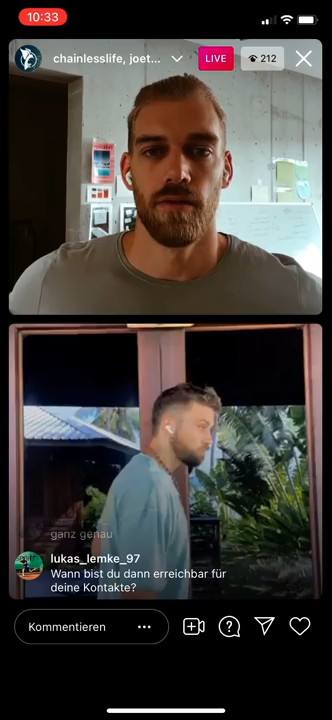 10:33
chainlesslife, joet...
LIVE
212
ganz genau
lukas_lemke_97
Wann bist du dann erreichbar für
deine Kontakte?
Kommentieren